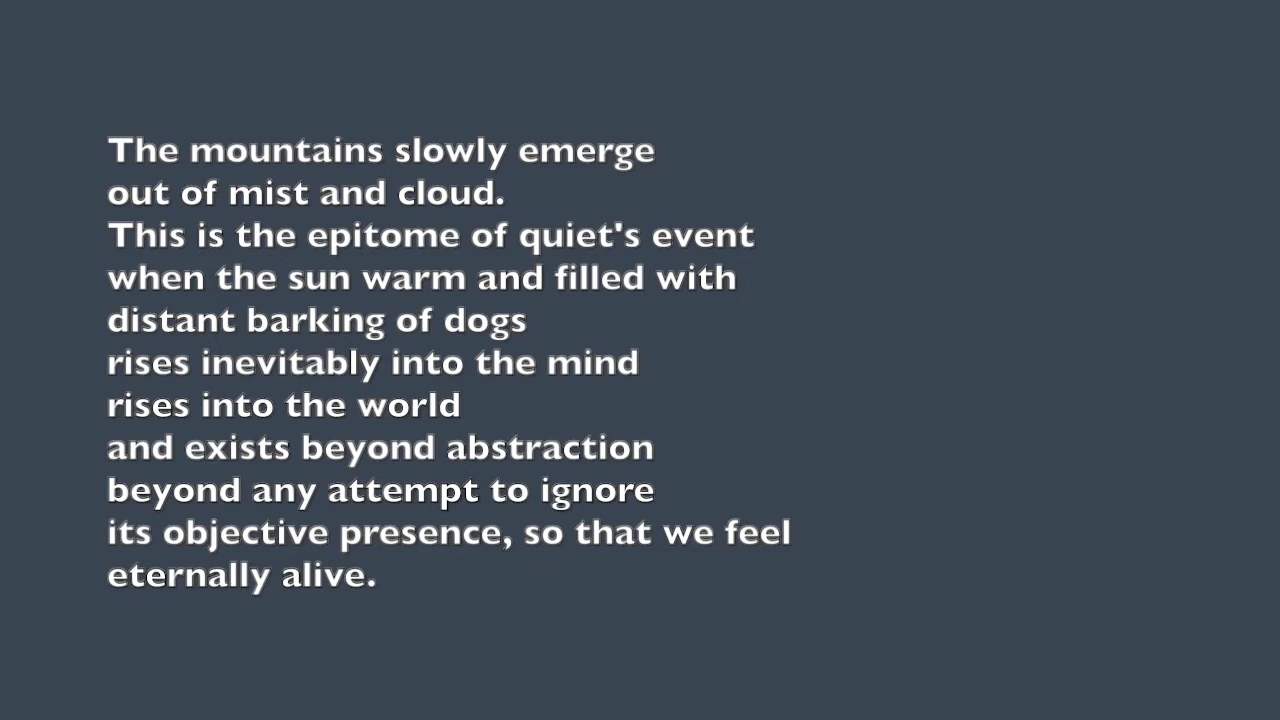 The mountains slowly emerge
out of mist and cloud.
This is the epitome of quiet's event
when the sun warm and filled with
distant barking of dogs
rises inevitably into the mind
rises into the world
and exists beyond abstraction
beyond any attempt to ignore
its objective presence, so that we feel
eternally alive.